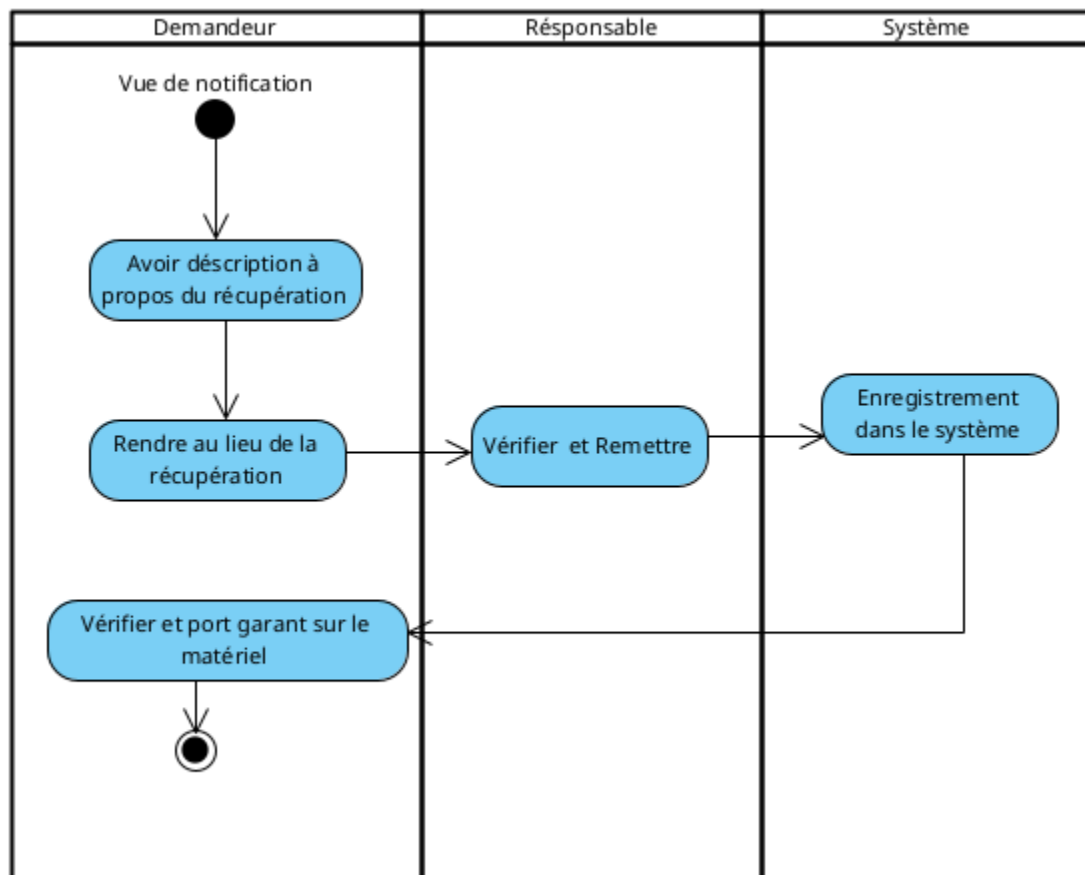 Demandeur
Résponsable
Système
Vue de notification
Avoir déscription à
propos du récupération
Rendre au lieu de la
récupération
Vérifier et Remettre
Enregistrement
dans le système
Vérifier et port garant sur le
matériel